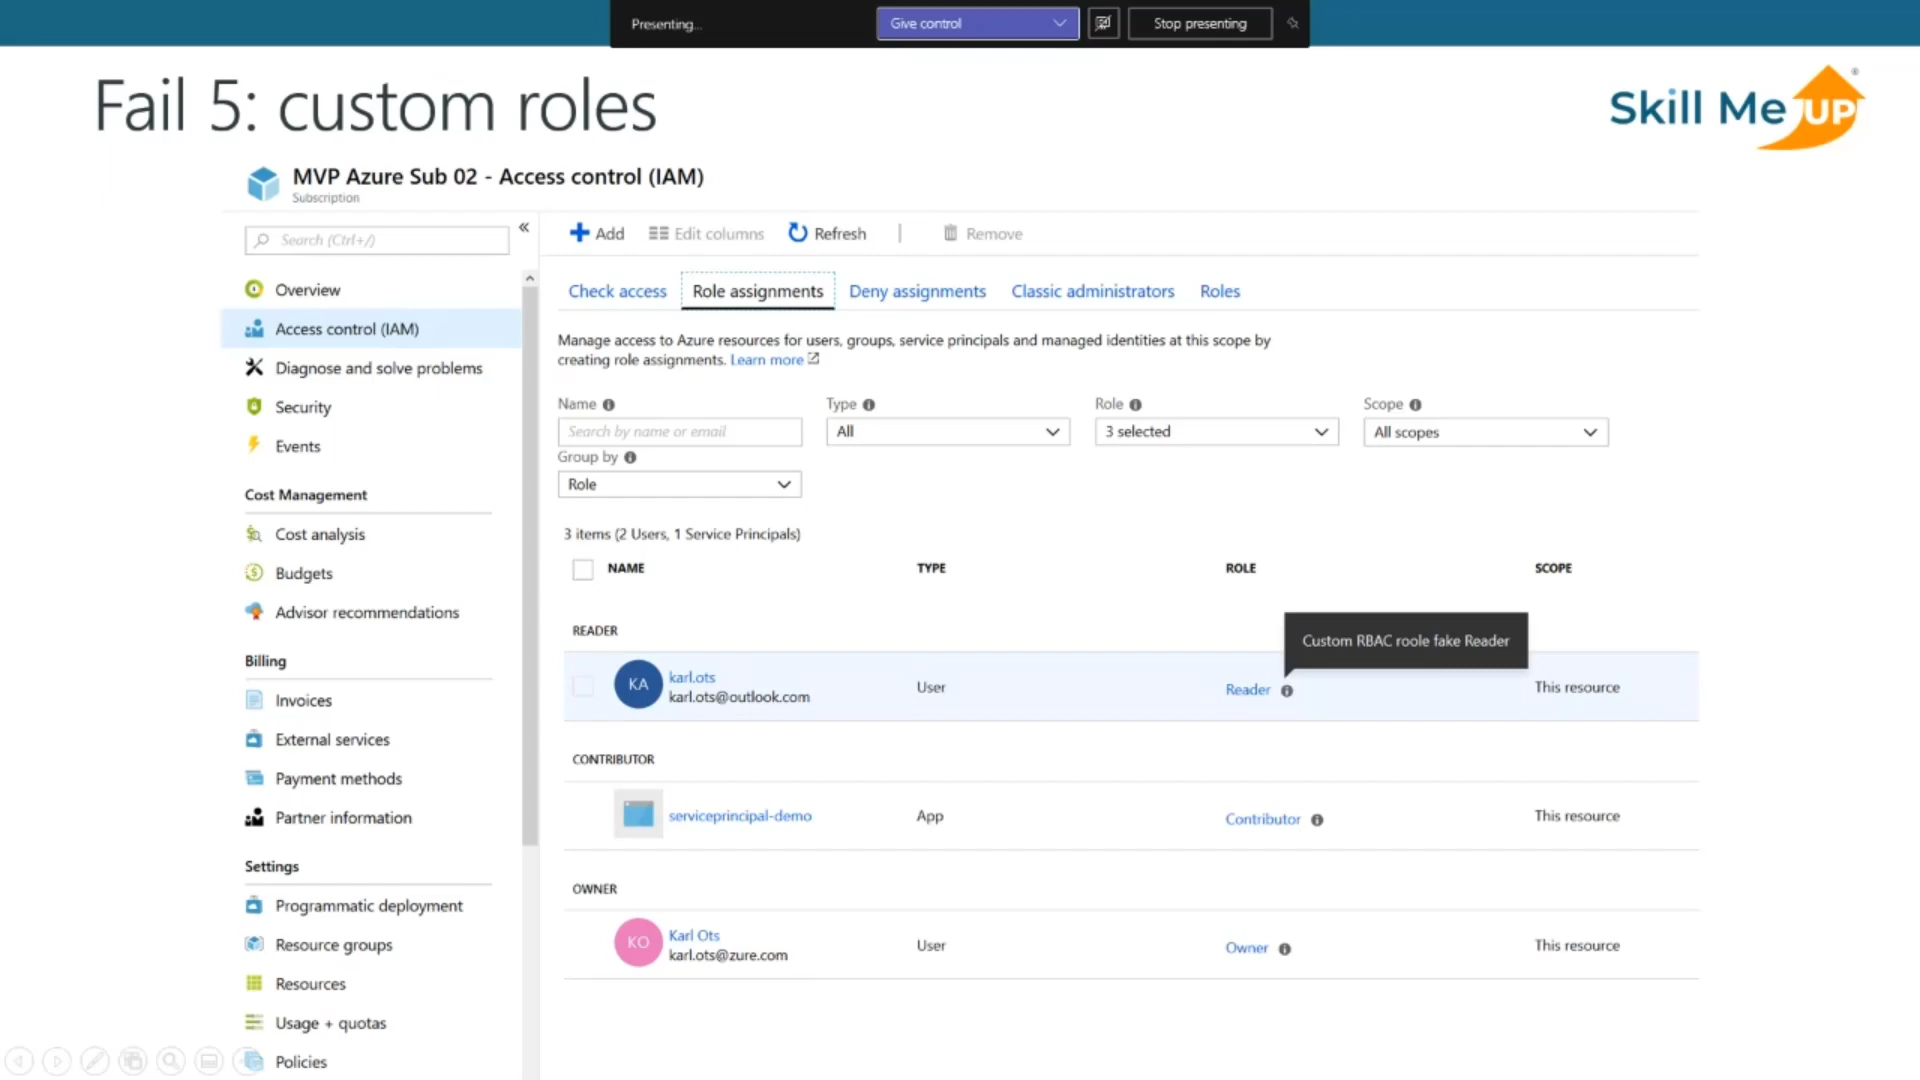 Presenting...
Give control
Stop presenting
Fail 5: custom roles
Skill Me UP
®
MVP Azure Sub 02 - Access control (IAM)
Subscription
Search (Ctrl+/)
«
Overview
Access control (IAM)
Diagnose and solve problems
Security
Events
Cost Management
Cost analysis
Budgets
Advisor recommendations
Billing
Invoices
External services
Payment methods
Partner information
Settings
Programmatic deployment
Resource groups
Resources
Usage + quotas
Policies
Add
Edit columns
Refresh
Remove
Check access
Role assignments
Deny assignments
Classic administrators
Roles
Manage access to Azure resources for users, groups, service principals and managed identities at this scope by
creating role assignments. Learn more
Name
Search by name or email
Type
All
Role
3 selected
Scope
All scopes
Group by
Role
3 items (2 Users, 1 Service Principals)
NAME TYPE ROLE SCOPE
READER
Custom RBAC roole fake Reader
KA
karl.ots
karl.ots@outlook.com
User
Reader
This resource
CONTRIBUTOR
serviceprincipal-demo
App
Contributor
This resource
OWNER
KO
Karl Ots
karl.ots@zure.com
User
Owner
This resource